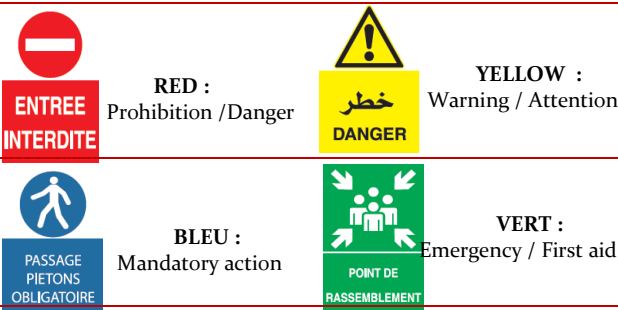 ENTREE
INTERDITE
RED :
Prohibition /Danger
خطر
DANGER
YELLOW :
Warning / Attention
PASSAGE
PIETONS
OBLIGATOIRE
BLEU :
Mandatory action
POINT DE
RASSEMBLEMENT
VERT :
Emergency / First aid